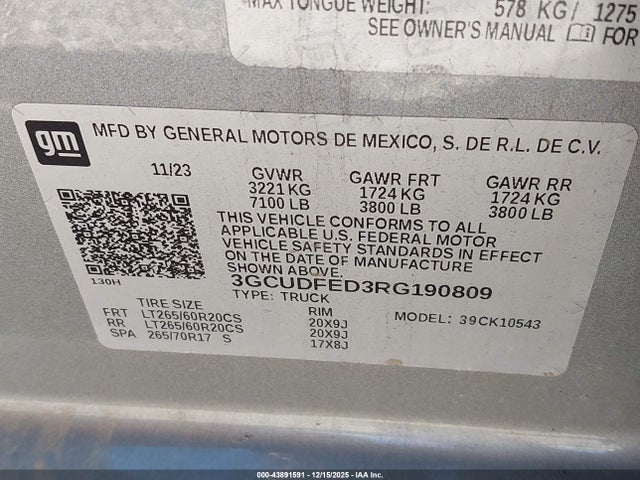 MAX TONGUE WEIGHT: 578 KG/ 1275
SEE OWNER'S MANUAL FOR
gm MFD BY GENERAL MOTORS DE MEXICO, S. DE R.L. DE C.V.
11/23 GVWR GAWR FRT GAWR RR
3221 KG 1724 KG 1724 KG
7100 LB 3800 LB 3800 LB
THIS VEHICLE CONFORMS TO ALL
APPLICABLE U.S. FEDERAL MOTOR
VEHICLE SAFETY STANDARDS IN EFFECT
ON THE DATE OF MANUFACTURE
SHOWN ABOVE.
130H 3GCUDFED3RG190809
TYPE: TRUCK
TIRE SIZE RIM MODEL: 39CK10543
FRT LT265/60R20CS 20X9J
RR LT265/60R20CS 20X9J
SPA 265/70R17 S 17X8J
000-43891591 - 12/15/2025 - IAA Inc.